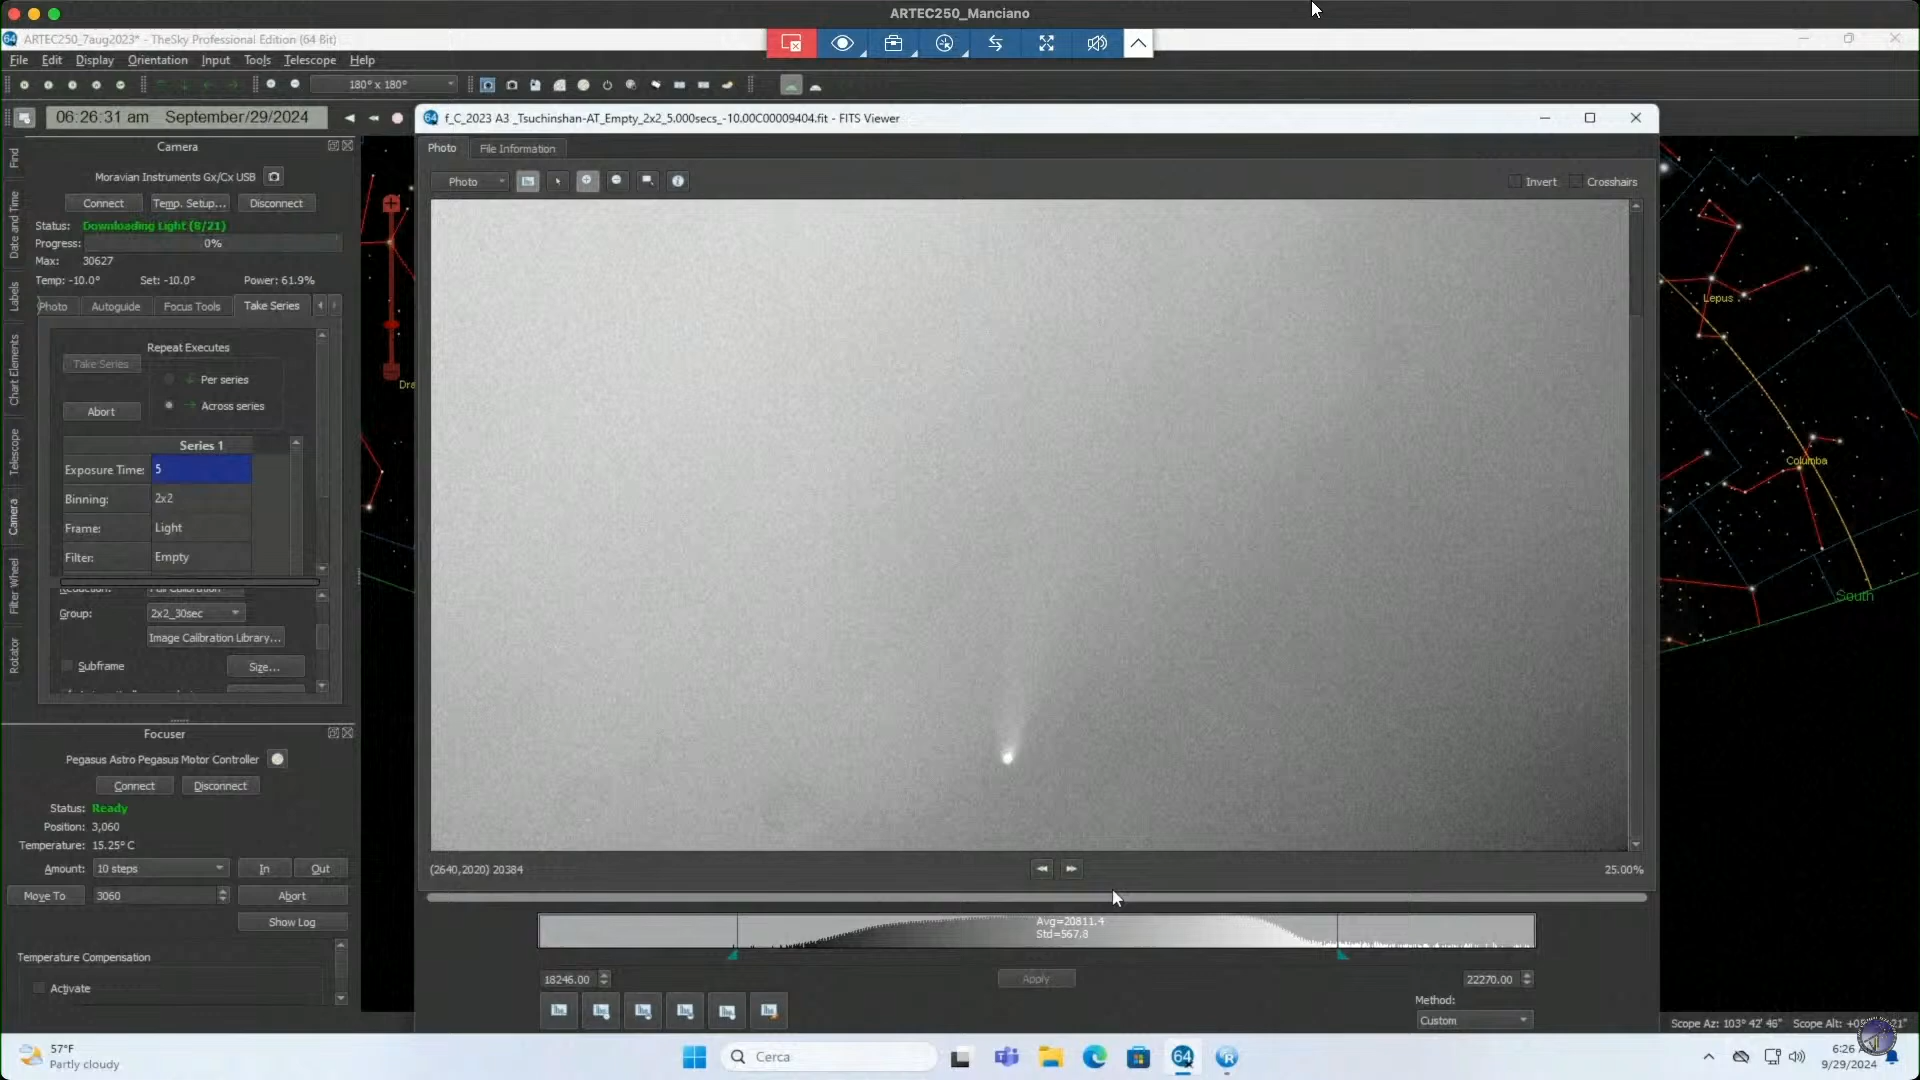 ARTEC250_Manciano
ARTEC250_7aug2023* - TheSky Professional Edition (64 Bit)
File Edit Display Orientation Input Tools Telescope Help
180° x 180°
06:26:31 am September/29/2024
f_C_2023 A3 _Tsuchinshan-AT_Empty_2x2_5.000secs_-10.00C00009404.fit - FITS Viewer
Photo File Information
Photo
Invert Crosshairs
Find
Date and Time
Labels
Chart Elements
Telescope
Camera
Filter Wheel
Rotator
Camera
Moravian Instruments Gx/Cx USB
Connect Temp. Setup... Disconnect
Status: Downloading Light (8/21)
Progress: 0%
Max: 30627
Temp: -10.0° Set: -10.0° Power: 61.9%
Photo Autoguide Focus Tools Take Series
Repeat Executes
Take Series
Per series
Across series
Abort
Series 1
Exposure Time: 5
Binning: 2x2
Frame: Light
Filter: Empty
Group: 2x2_30sec
Image Calibration Library...
Subframe Size...
Focuser
Pegasus Astro Pegasus Motor Controller
Connect Disconnect
Status: Ready
Position: 3,060
Temperature: 15.25° C
Amount: 10 steps In Out
Move To 3060 Abort
Show Log
Temperature Compensation
Activate
Dra
Lepus
Columba
South
(2640,2020) 20384
25.00%
Avg=20811.4
Std=567.8
18246.00 Apply 22270.00
Method:
Custom
Scope Az: 103° 42' 46" Scope Alt:
57°F
Partly cloudy
Cerca
64
6:26
9/29/2024